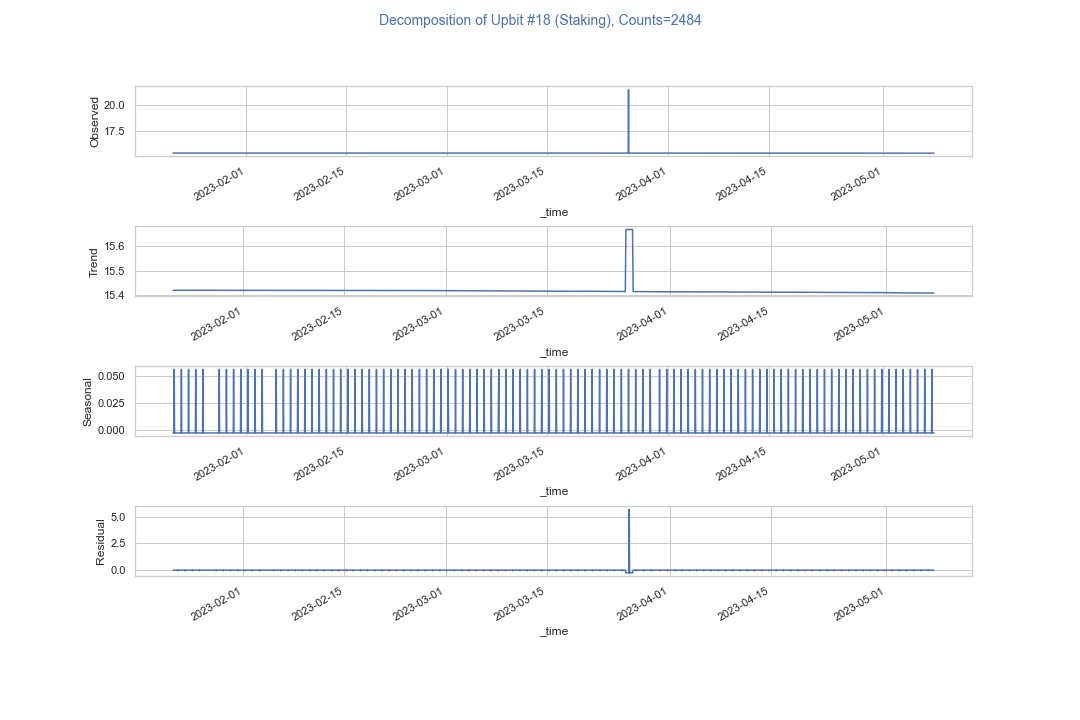 Decomposition of Upbit #18 (Staking), Counts=2484
Observed
20.0
17.5
2023-02-01 2023-02-15 2023-03-01 2023-03-15 2023-04-01 2023-04-15 2023-05-01
_time
Trend
15.6
15.5
15.4
2023-02-01 2023-02-15 2023-03-01 2023-03-15 2023-04-01 2023-04-15 2023-05-01
_time
Seasonal
0.050
0.025
0.000
2023-02-01 2023-02-15 2023-03-01 2023-03-15 2023-04-01 2023-04-15 2023-05-01
_time
Residual
5.0
2.5
0.0
2023-02-01 2023-02-15 2023-03-01 2023-03-15 2023-04-01 2023-04-15 2023-05-01
_time